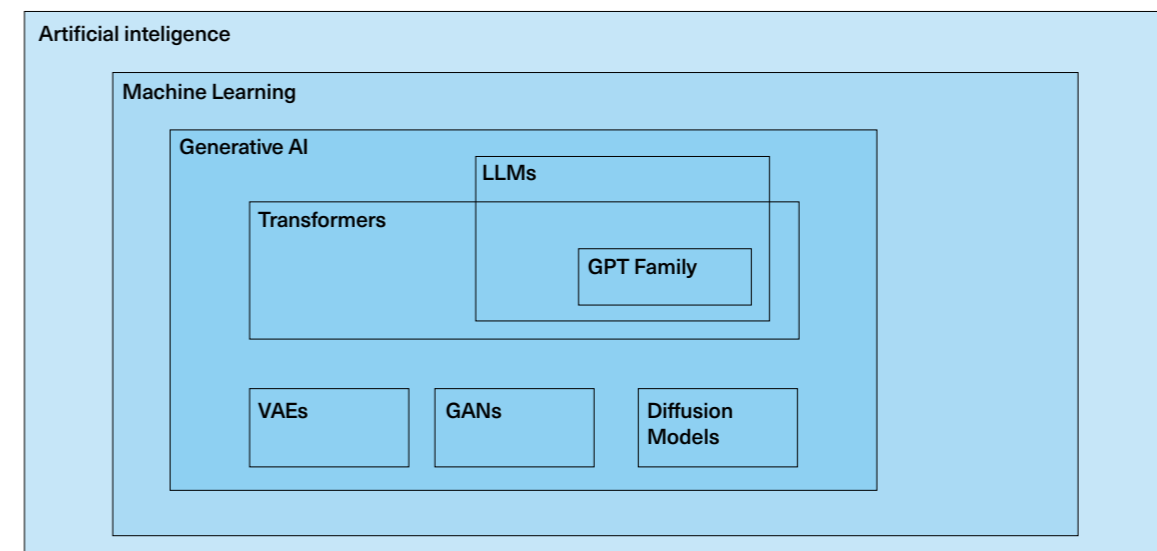 Artificial inteligence
Machine Learning
Generative AI
LLMs
Transformers
GPT Family
VAEs
GANs
Diffusion
Models